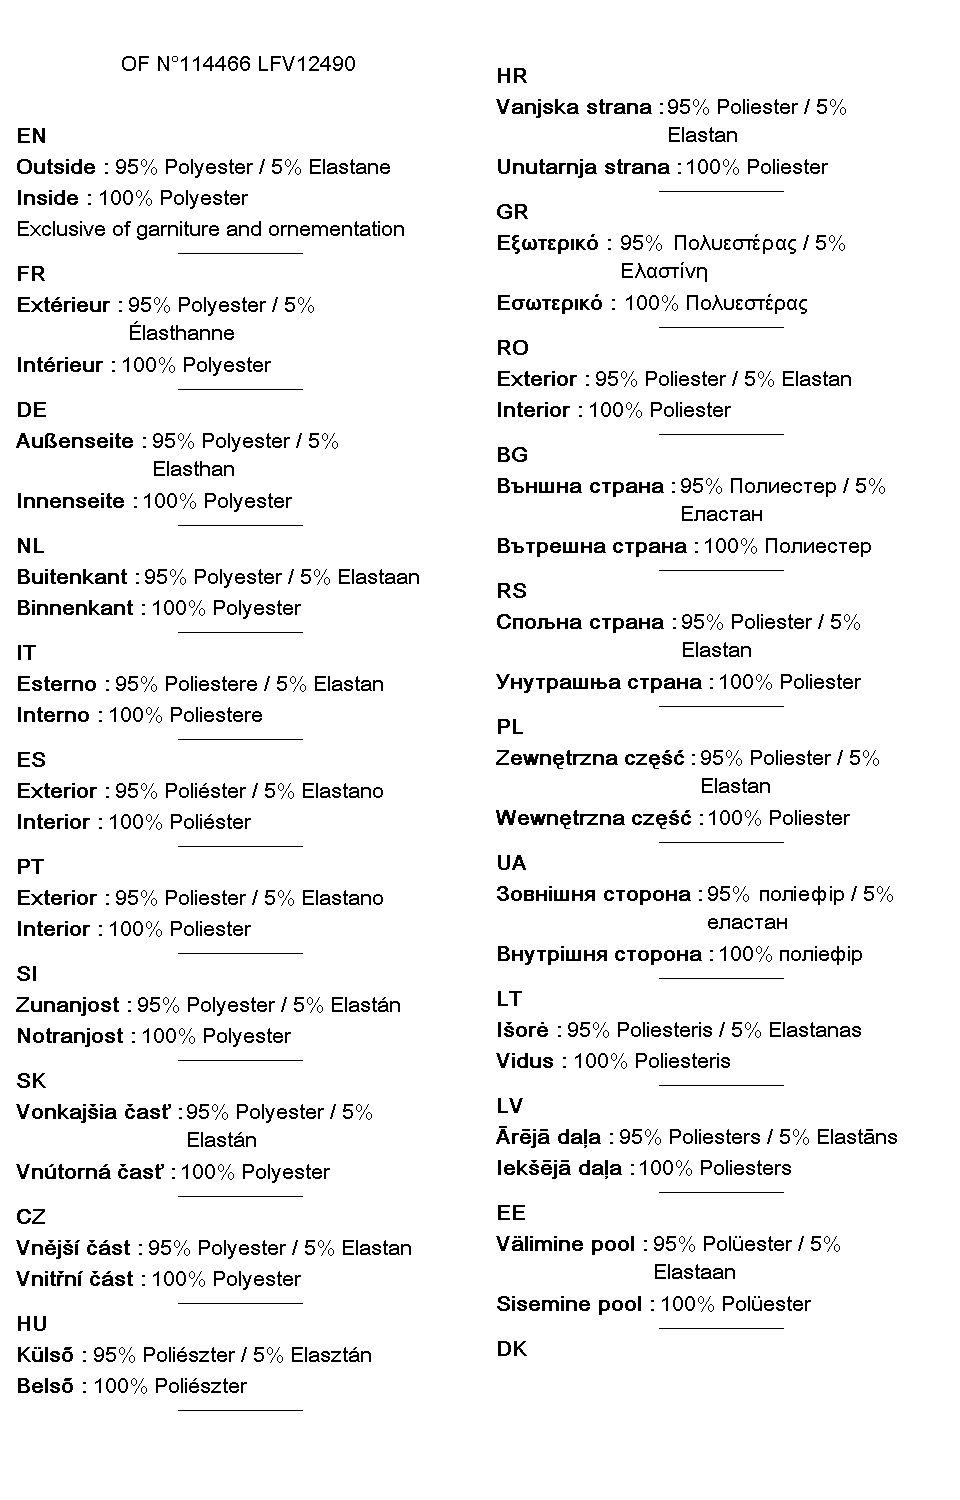 OF N°114466 LFV12490
EN
Outside : 95% Polyester / 5% Elastane
Inside : 100% Polyester
Exclusive of garniture and ornementation
FR
Extérieur : 95% Polyester / 5%
Élasthanne
Intérieur : 100% Polyester
DE
Außenseite : 95% Polyester / 5%
Elasthan
Innenseite : 100% Polyester
NL
Buitenkant : 95% Polyester / 5% Elastaan
Binnenkant : 100% Polyester
IT
Esterno : 95% Poliestere / 5% Elastan
Interno : 100% Poliestere
ES
Exterior : 95% Poliéster / 5% Elastano
Interior : 100% Poliéster
PT
Exterior : 95% Poliester / 5% Elastano
Interior : 100% Poliester
SI
Zunanjost : 95% Polyester / 5% Elastán
Notranjost : 100% Polyester
SK
Vonkajšia časť : 95% Polyester / 5%
Elastán
Vnútorná časť : 100% Polyester
CZ
Vnější část : 95% Polyester / 5% Elastan
Vnitřní část : 100% Polyester
HU
Külső : 95% Poliészter / 5% Elasztán
Belső : 100% Poliészter
HR
Vanjska strana : 95% Poliester / 5%
Elastan
Unutarnja strana : 100% Poliester
GR
Εξωτερικό : 95% Πολυεστέρας / 5%
Ελαστίνη
Εσωτερικό : 100% Πολυεστέρας
RO
Exterior : 95% Poliester / 5% Elastan
Interior : 100% Poliester
BG
Външна страна : 95% Полиестер / 5%
Еластан
Вътрешна страна : 100% Полиестер
RS
Спољна страна : 95% Poliester / 5%
Elastan
Унутрашња страна : 100% Poliester
PL
Zewnętrzna część : 95% Poliester / 5%
Elastan
Wewnętrzna część : 100% Poliester
UA
Зовнішня сторона : 95% поліефір / 5%
еластан
Внутрішня сторона : 100% поліефір
LT
Išorė : 95% Poliesteris / 5% Elastanas
Vidus : 100% Poliesteris
LV
Ārējā daļa : 95% Poliesters / 5% Elastāns
Iekšējā daļa : 100% Poliesters
EE
Välimine pool : 95% Polüester / 5%
Elastaan
Sisemine pool : 100% Polüester
DK